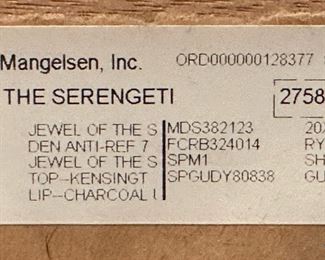 Mangelsen, Inc. ORD000000128377
THE SERENGETI 2758
JEWEL OF THE S MDS382123 20
DEN ANTI-REF 7 FCRB324014 RY
JEWEL OF THE S SPM1 SH
TOP--KENSINGT SPGUDY80838 GU
LIP--CHARCOAL